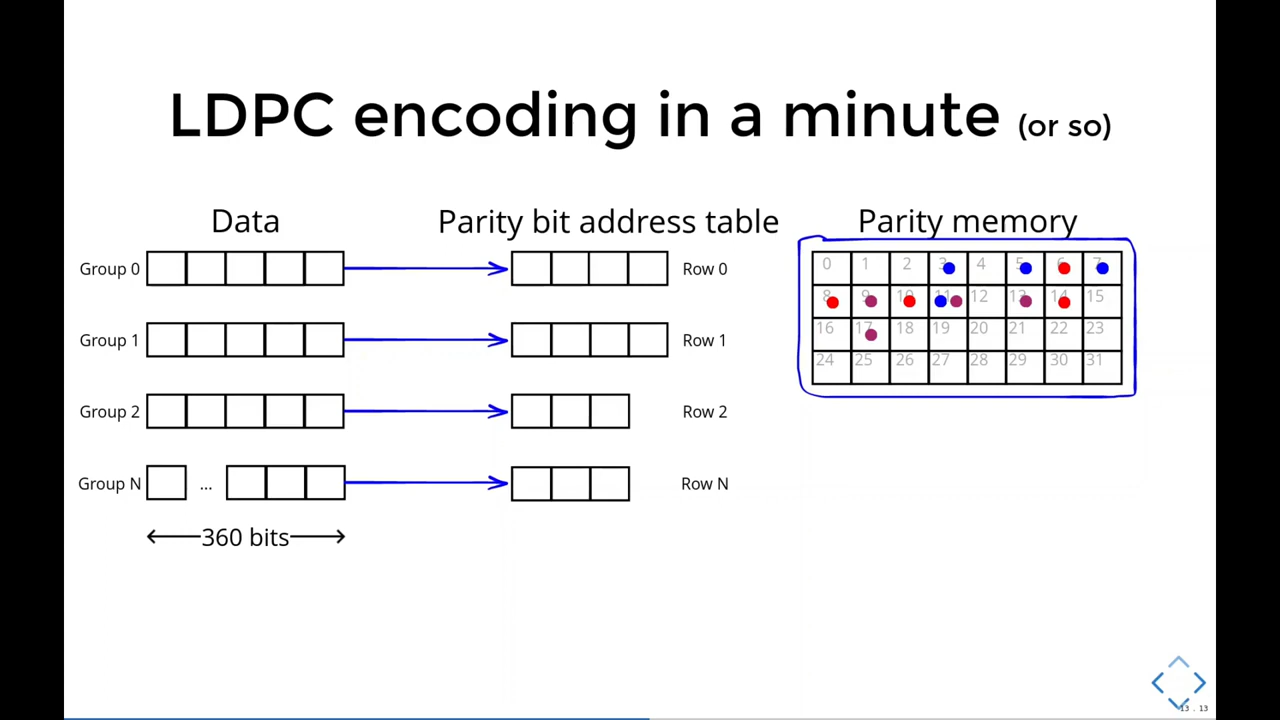 LDPC encoding in a minute (or so)
Data
Parity bit address table
Parity memory
Group 0
Row 0
Group 1
Row 1
Group 2
Row 2
Group N
...
Row N
360 bits
0 1 2 3 4 5 6 7
8 9 10 11 12 13 14 15
16 17 18 19 20 21 22 23
24 25 26 27 28 29 30 31
13 . 13